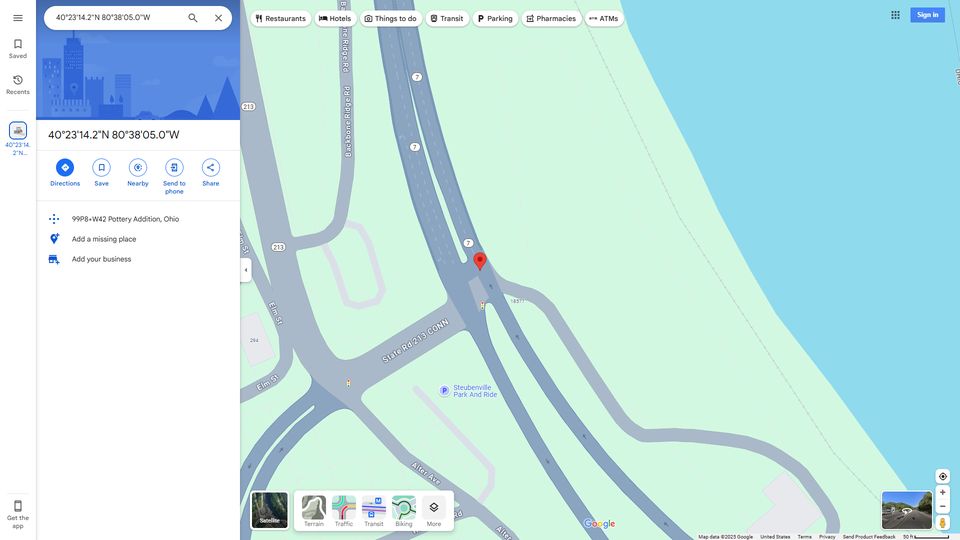 40°23'14.2"N 80°38'05.0"W
Restaurants
Hotels
Things to do
Transit
Parking
Pharmacies
ATMs
Sign in
Saved
Recents
40°23'14.
2"N...
Get the
app
40°23'14.2"N 80°38'05.0"W
Directions
Save
Nearby
Send to
phone
Share
99P8+W42 Pottery Addition, Ohio
Add a missing place
Add your business
Backbone Ridge Rd
7
213
7
7
213
Elm St
State Rd 213 CONN
294
Elm St
P
Steubenville
Park And Ride
Alter Ave
Satellite
Terrain
Traffic
Transit
Biking
More
Google
Map data ©2025 Google
United States
Terms
Privacy
Send Product Feedback
50 ft